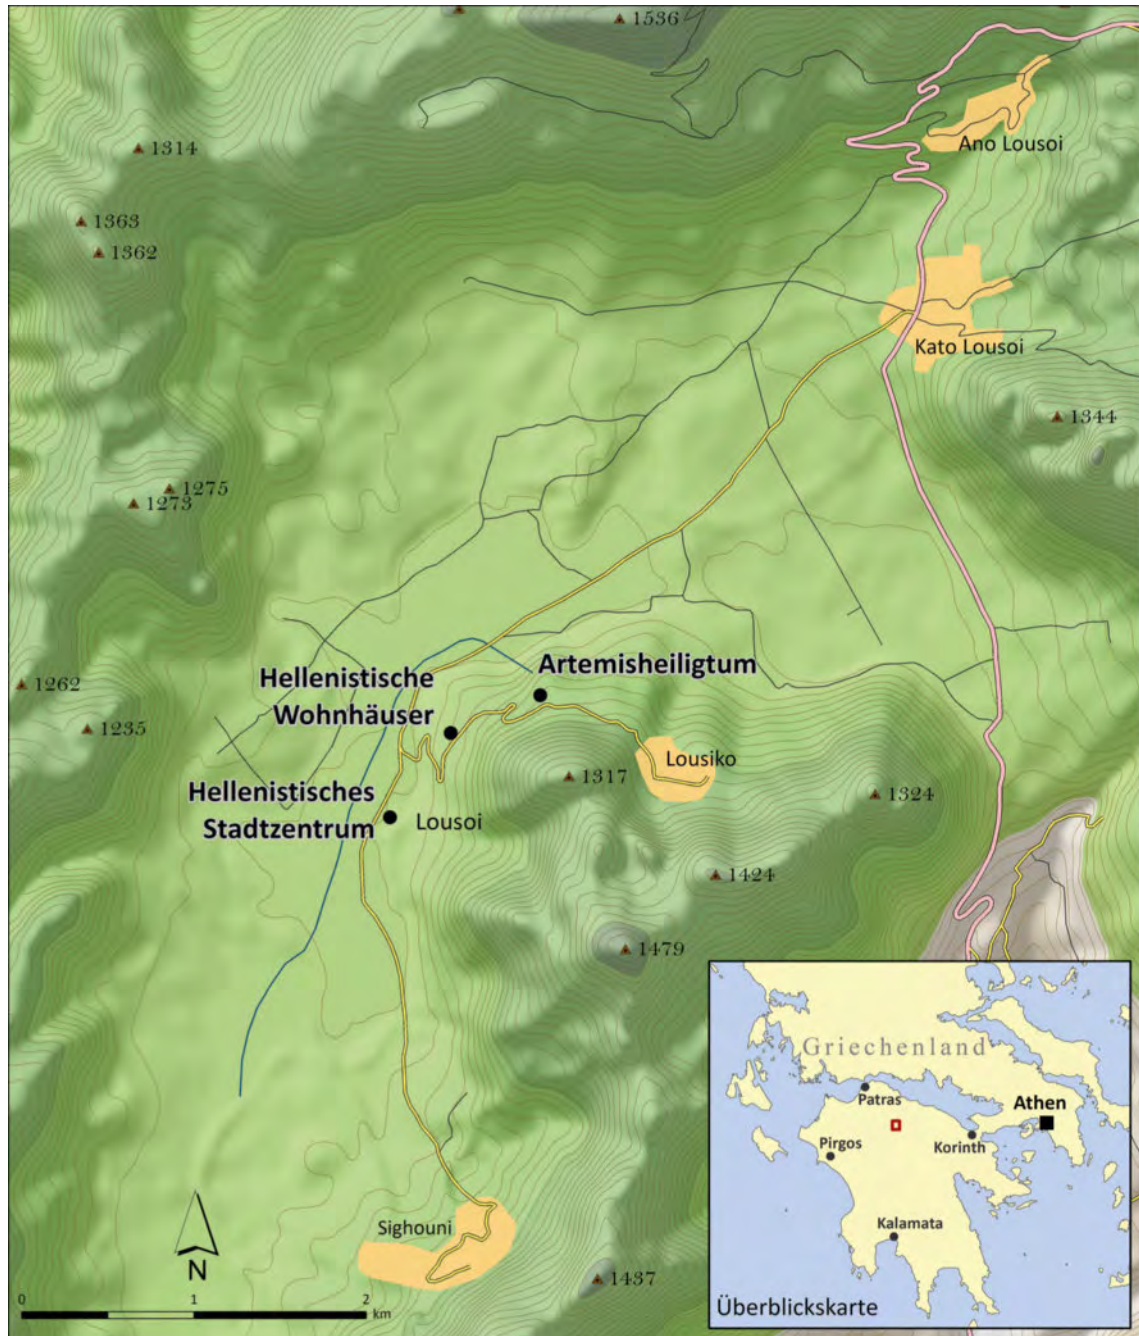 1536
Ano Lousoi
1314
1363
1362
Kato Lousoi
1344
1275
1273
Hellenistische
Wohnhäuser
Artemisheiligtum
1262
1235
Lousiko
1317
1324
Hellenistisches
Stadtzentrum
Lousoi
1424
1479
Sighouni
1437
N
0
1
2
km
Griechenland
Patras
Athen
Pirgos
Korinth
Kalamata
Überblickskarte